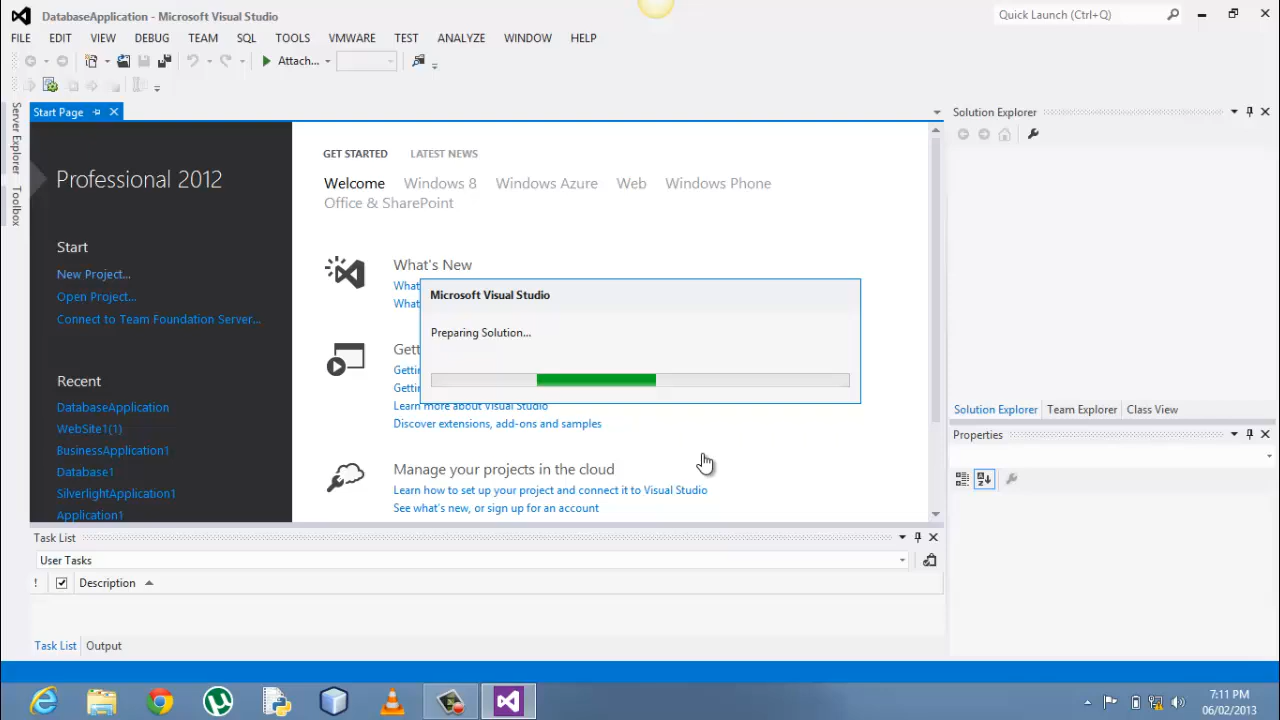 DatabaseApplication - Microsoft Visual Studio
Quick Launch (Ctrl+Q)
FILE EDIT VIEW DEBUG TEAM SQL TOOLS VMWARE TEST ANALYZE WINDOW HELP
Attach...
Server Explorer
Toolbox
Start Page
Professional 2012
Start
New Project...
Open Project...
Connect to Team Foundation Server...
Recent
DatabaseApplication
WebSite1(1)
BusinessApplication1
Database1
SilverlightApplication1
Application1
GET STARTED LATEST NEWS
Welcome Windows 8 Windows Azure Web Windows Phone
Office & SharePoint
What's New
What
What
Microsoft Visual Studio
Preparing Solution...
Gett
Getting
Gettin
Learn more about Visual Studio
Discover extensions, add-ons and samples
Manage your projects in the cloud
Learn how to set up your project and connect it to Visual Studio
See what's new, or sign up for an account
Solution Explorer
Solution Explorer Team Explorer Class View
Properties
Task List
User Tasks
! Description
Task List Output
7:11 PM
06/02/2013